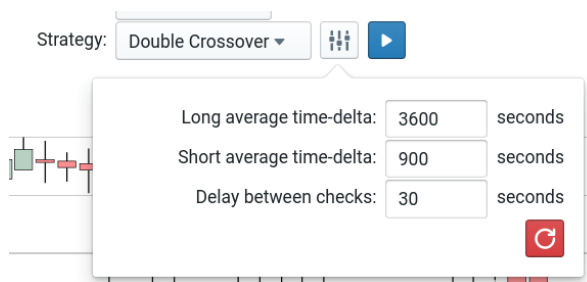 Strategy: Double Crossover
Long average time-delta: 3600 seconds
Short average time-delta: 900 seconds
Delay between checks: 30 seconds